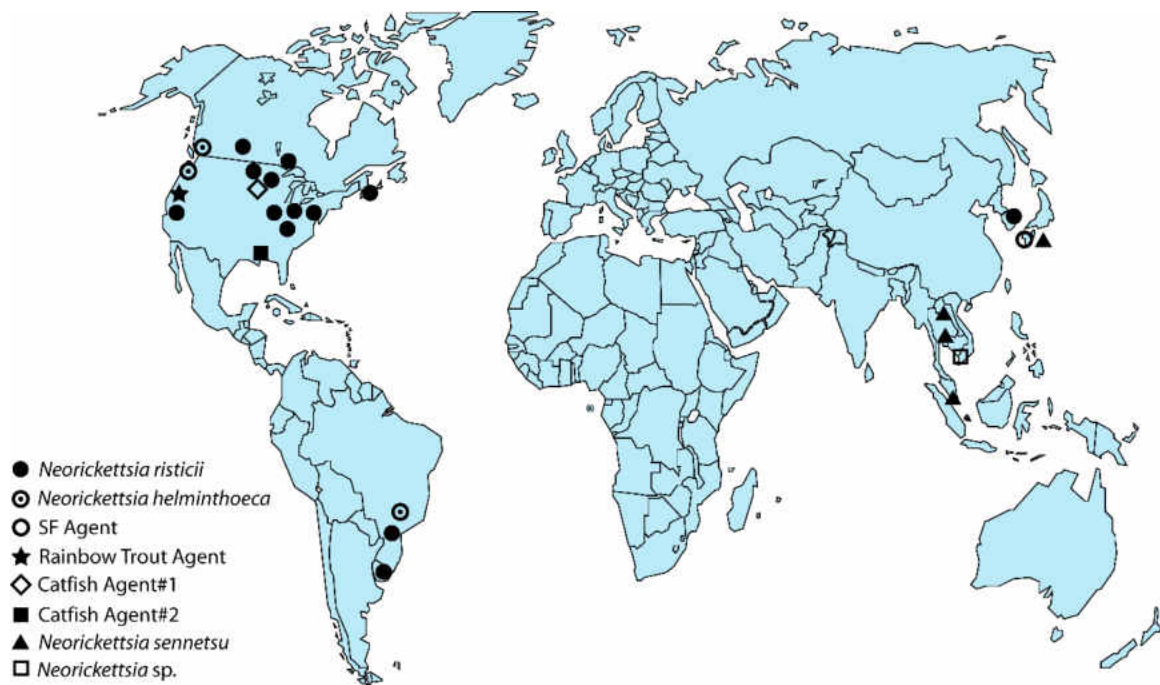 Neorickettsia risticii
Neorickettsia helminthoeca
SF Agent
Rainbow Trout Agent
Catfish Agent#1
Catfish Agent#2
Neorickettsia sennetsu
Neorickettsia sp.